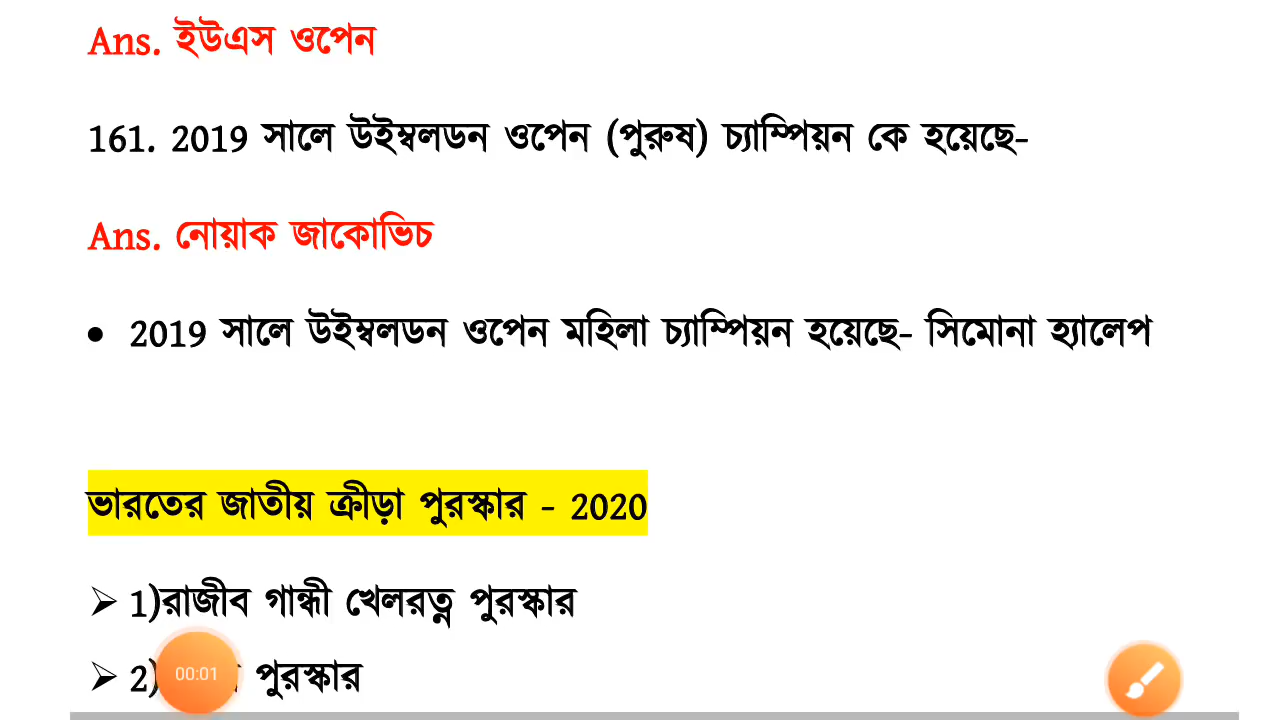 Ans. ইউএস ওপেন
161. 2019 সালে উইম্বলডন ওপেন (পুরুষ) চ্যাম্পিয়ন কে হয়েছে-
Ans. নোয়াক জাকোভিচ
• 2019 সালে উইম্বলডন ওপেন মহিলা চ্যাম্পিয়ন হয়েছে- সিমোনা হ্যালেপ
ভারতের জাতীয় ক্রীড়া পুরস্কার - 2020
➢ 1)রাজীব গান্ধী খেলরত্ন পুরস্কার
➢ 2) পুরস্কার
00:01